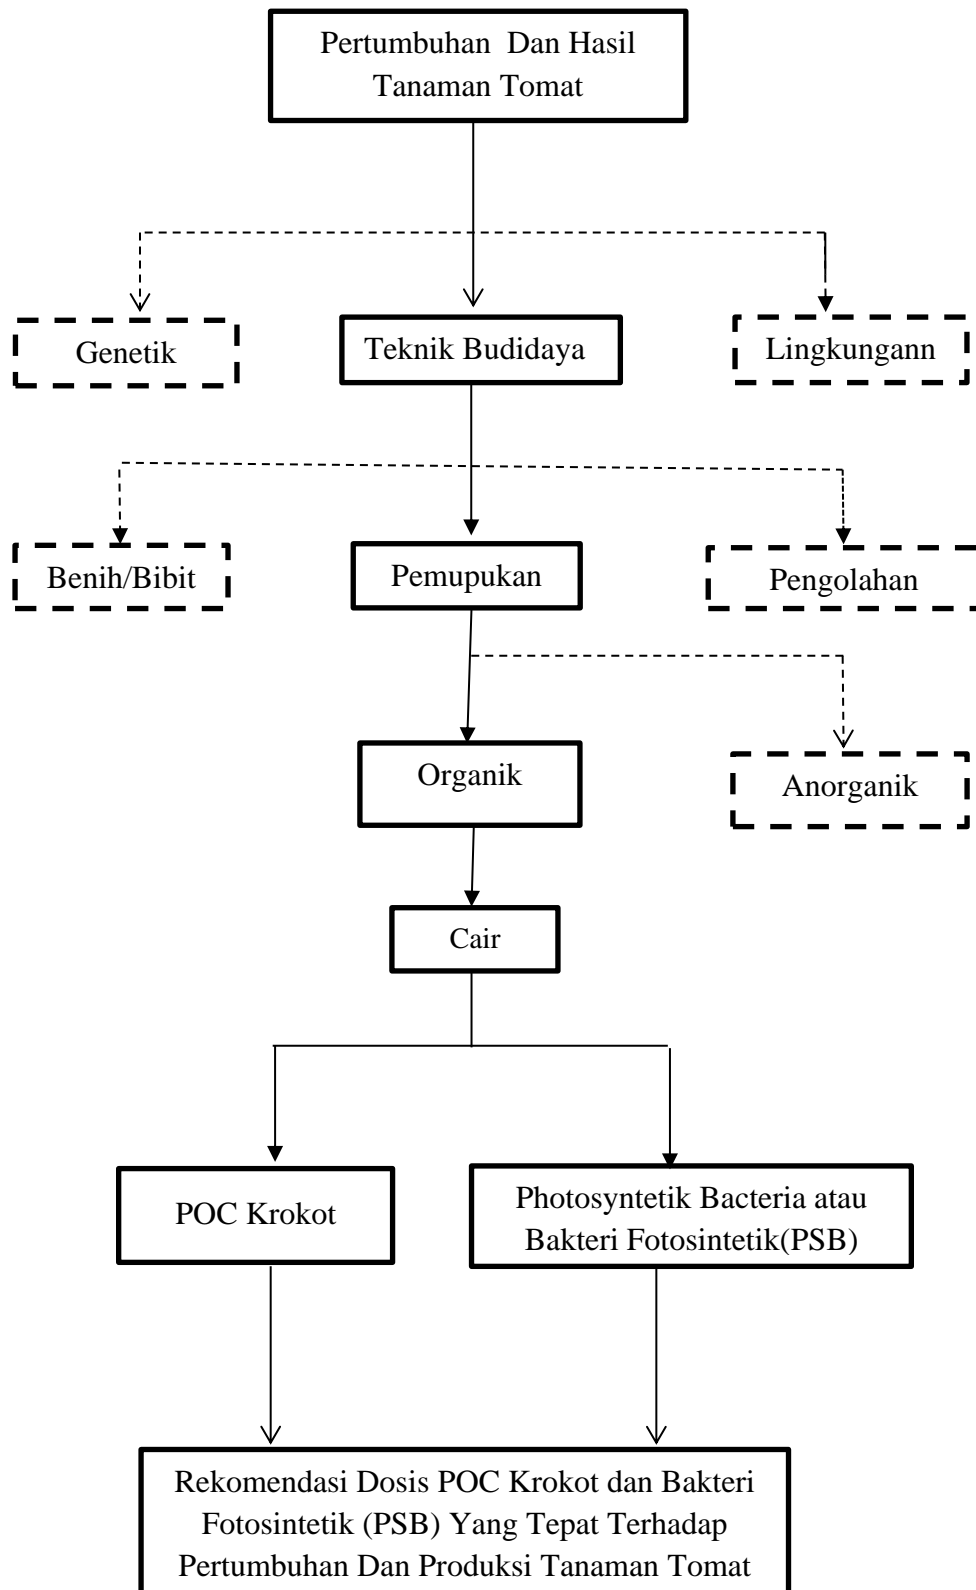 Pertumbuhan  Dan Hasil
Tanaman Tomat
Genetik
Teknik Budidaya
Lingkungann
Benih/Bibit
Pemupukan
Pengolahan
Organik
Anorganik
Cair
POC Krokot
Photosyntetik Bacteria atau
Bakteri Fotosintetik(PSB)
Rekomendasi Dosis POC Krokot dan Bakteri
Fotosintetik (PSB) Yang Tepat Terhadap
Pertumbuhan Dan Produksi Tanaman Tomat